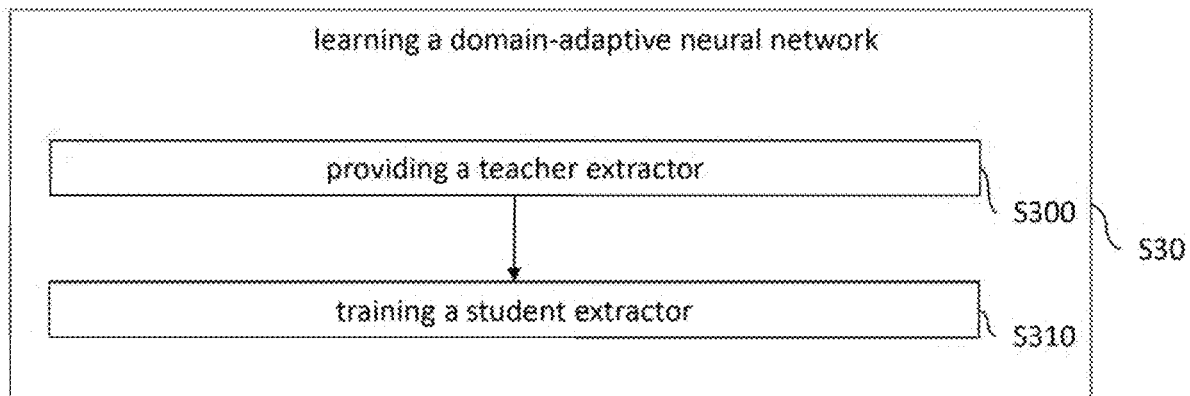 learning a domain-adaptive neural network
providing a teacher extractor
S300
S30
training a student extractor
S310